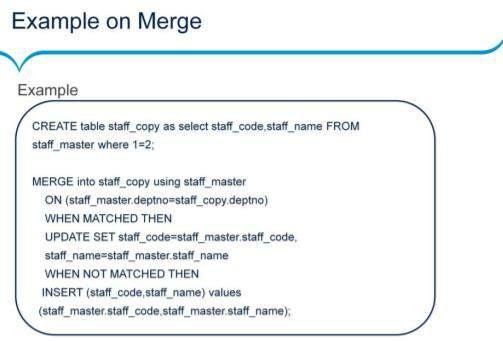 Example on Merge
Example
CREATE table staff_copy as select staff_code,staff_name FROM
staff_master where 1=2;
MERGE into staff_copy using staff_master
ON (staff_master.deptno=staff_copy.deptno)
WHEN MATCHED THEN
UPDATE SET staff_code=staff_master.staff_code,
staff_name=staff_master.staff_name
WHEN NOT MATCHED THEN
INSERT (staff_code,staff_name) values
(staff_master.staff_code,staff_master.staff_name);